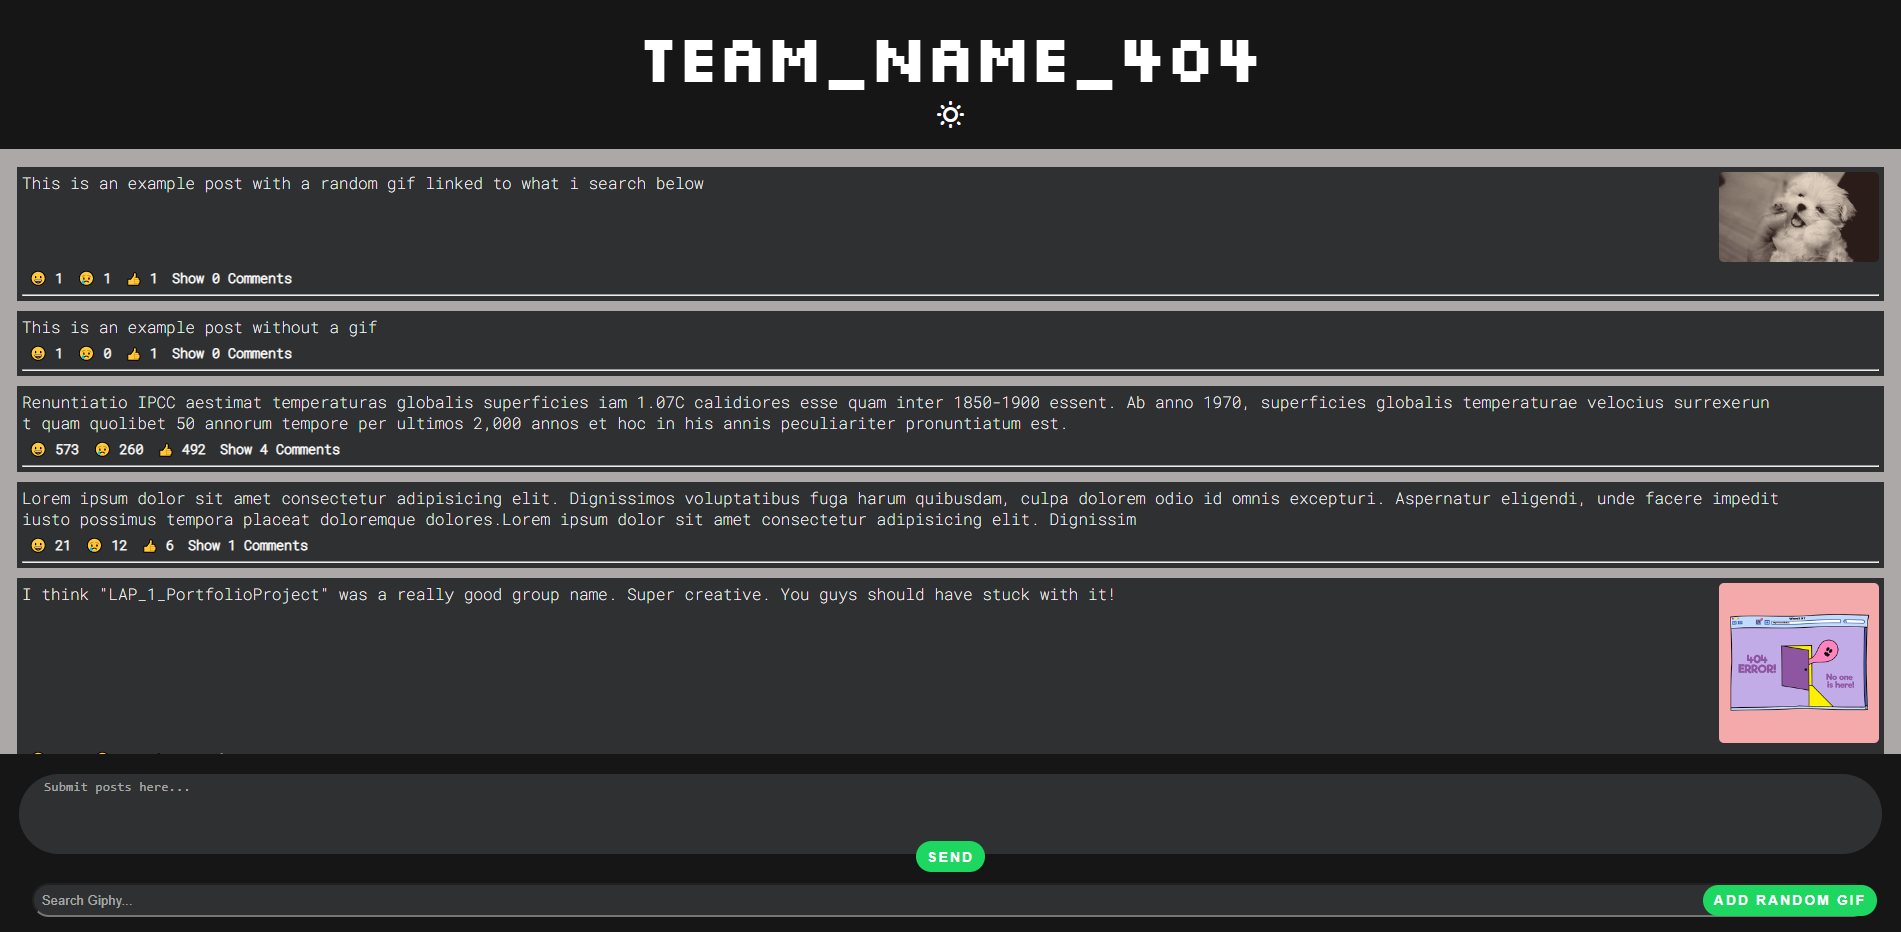 TEAM_NAME_404
This is an example post with a random gif linked to what i search below
😀 1 😢 1 👍 1 Show 0 Comments
This is an example post without a gif
😀 1 😢 0 👍 1 Show 0 Comments
Renuntiatio IPCC aestimat temperaturas globalis superficies iam 1.07C calidiores esse quam inter 1850-1900 essent. Ab anno 1970, superficies globalis temperaturae velocius surrexerun
t quam quolibet 50 annorum tempore per ultimos 2,000 annos et hoc in his annis peculiariter pronuntiatum est.
😀 573 😢 260 👍 492 Show 4 Comments
Lorem ipsum dolor sit amet consectetur adipisicing elit. Dignissimos voluptatibus fuga harum quibusdam, culpa dolorem odio id omnis excepturi. Aspernatur eligendi, unde facere impedit
iusto possimus tempora placeat doloremque dolores.Lorem ipsum dolor sit amet consectetur adipisicing elit. Dignissim
😀 21 😢 12 👍 6 Show 1 Comments
I think "LAP_1_PortfolioProject" was a really good group name. Super creative. You guys should have stuck with it!
404
ERROR!
No one
is here!
Submit posts here...
SEND
Search Giphy...
ADD RANDOM GIF